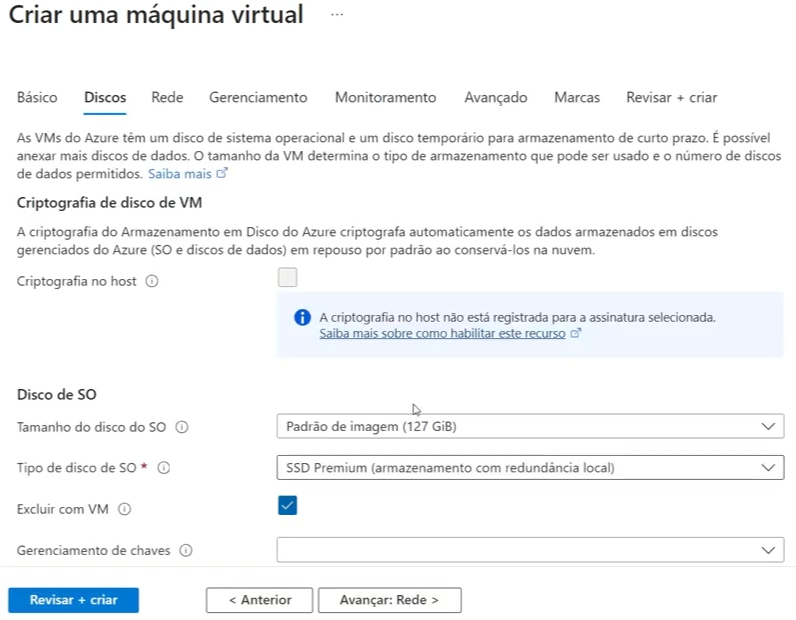 Criar uma máquina virtual ...
Básico Discos Rede Gerenciamento Monitoramento Avançado Marcas Revisar + criar
As VMs do Azure têm um disco de sistema operacional e um disco temporário para armazenamento de curto prazo. É possível
anexar mais discos de dados. O tamanho da VM determina o tipo de armazenamento que pode ser usado e o número de discos
de dados permitidos. Saiba mais
Criptografia de disco de VM
A criptografia do Armazenamento em Disco do Azure criptografa automaticamente os dados armazenados em discos
gerenciados do Azure (SO e discos de dados) em repouso por padrão ao conservá-los na nuvem.
Criptografia no host
A criptografia no host não está registrada para a assinatura selecionada.
Saiba mais sobre como habilitar este recurso
Disco de SO
Tamanho do disco do SO Padrão de imagem (127 GiB)
Tipo de disco de SO * SSD Premium (armazenamento com redundância local)
Excluir com VM
Gerenciamento de chaves
Revisar + criar < Anterior Avançar: Rede >